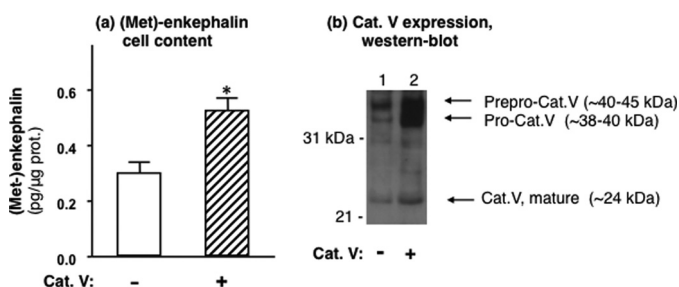 (a) (Met)-enkephalin
cell content
(Met-)enkephalin
(pg/µg prot.)
0.6
0.4
0.2
0.0
*
Cat. V: – +
(b) Cat. V expression,
western-blot
1 2
Prepro-Cat.V (~40-45 kDa)
Pro-Cat.V (~38-40 kDa)
31 kDa -
Cat.V, mature (~24 kDa)
21 -
Cat. V: - +